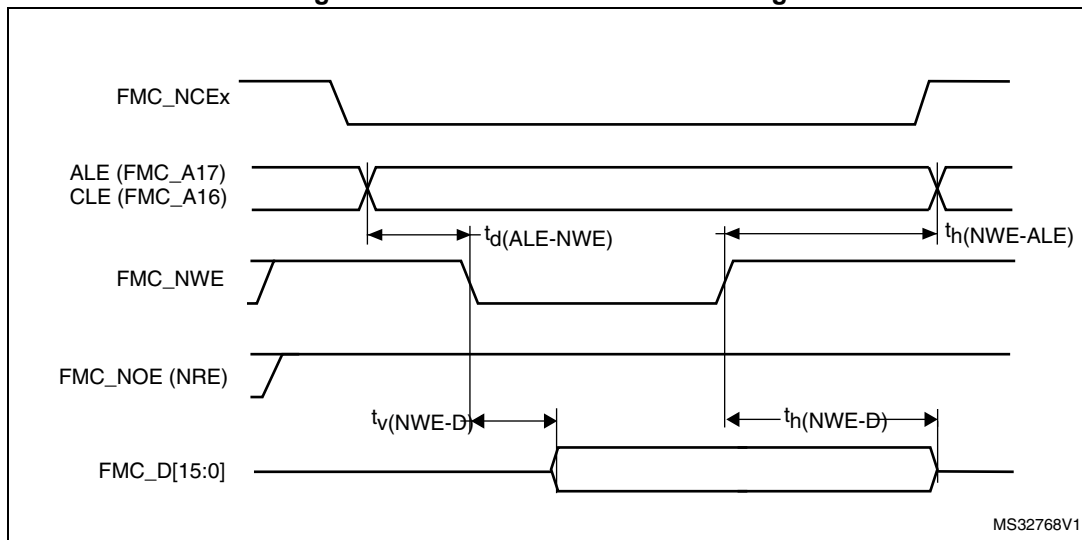 FMC_NCEx
ALE (FMC_A17)
CLE (FMC_A16)
td(ALE-NWE)
th(NWE-ALE)
FMC_NWE
FMC_NOE (NRE)
tv(NWE-D)
th(NWE-D)
FMC_D[15:0]
MS32768V1